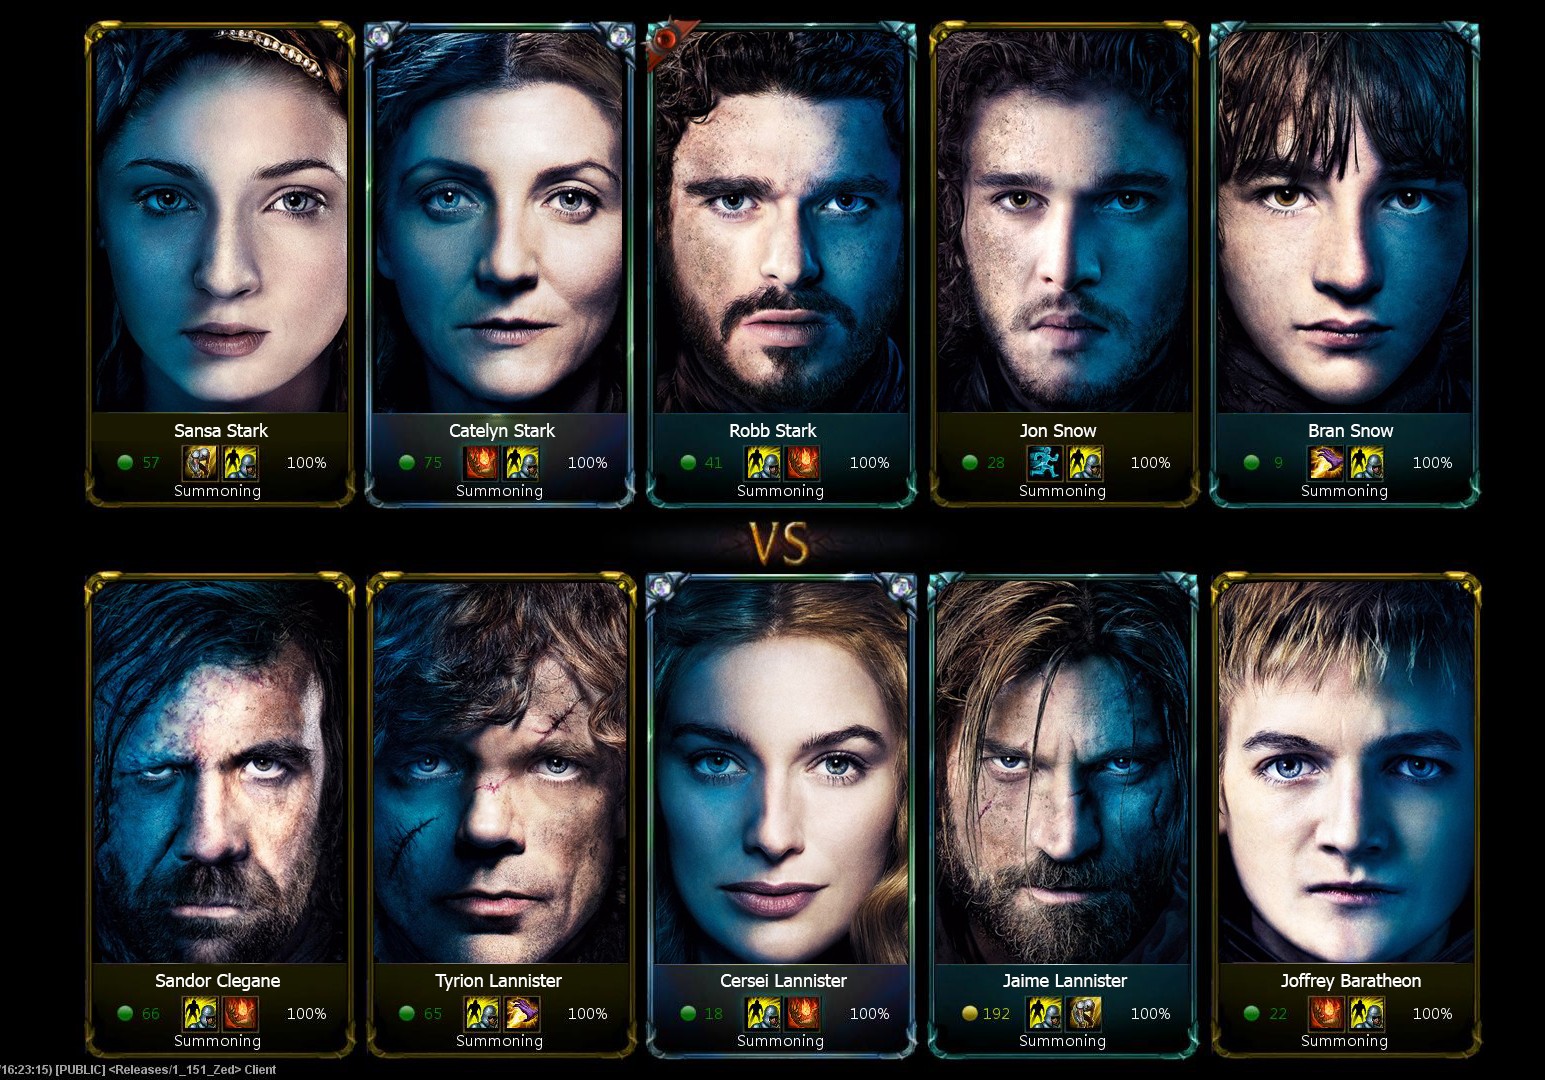 Sansa Stark
57 100%
Summoning
Catelyn Stark
75 100%
Summoning
Robb Stark
41 100%
Summoning
Jon Snow
28 100%
Summoning
Bran Snow
9 100%
Summoning
VS
Sandor Clegane
66 100%
Summoning
Tyrion Lannister
65 100%
Summoning
Cersei Lannister
18 100%
Summoning
Jaime Lannister
192 100%
Summoning
Joffrey Baratheon
22 100%
Summoning
16:23:15) [PUBLIC] <Releases/1_151_Zed> Client